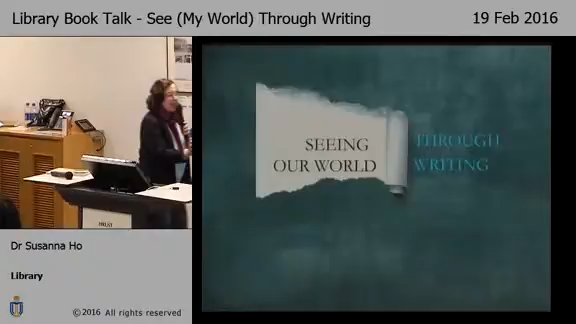 Library Book Talk - See (My World) Through Writing
19 Feb 2016
SEEING
OUR WORLD
THROUGH
WRITING
Dr Susanna Ho
Library
©2016 All rights reserved